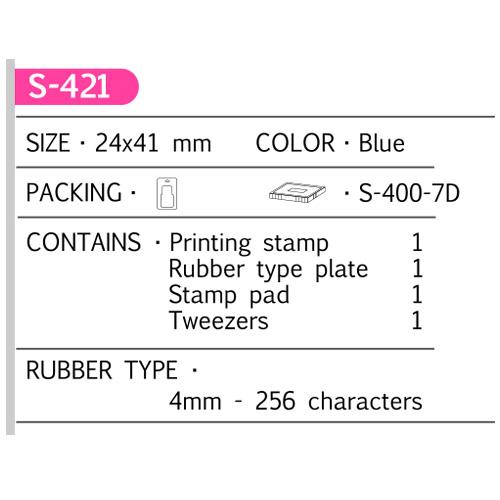 S-421
SIZE · 24x41 mm COLOR · Blue
PACKING · · S-400-7D
CONTAINS · Printing stamp 1
Rubber type plate 1
Stamp pad 1
Tweezers 1
RUBBER TYPE ·
4mm - 256 characters